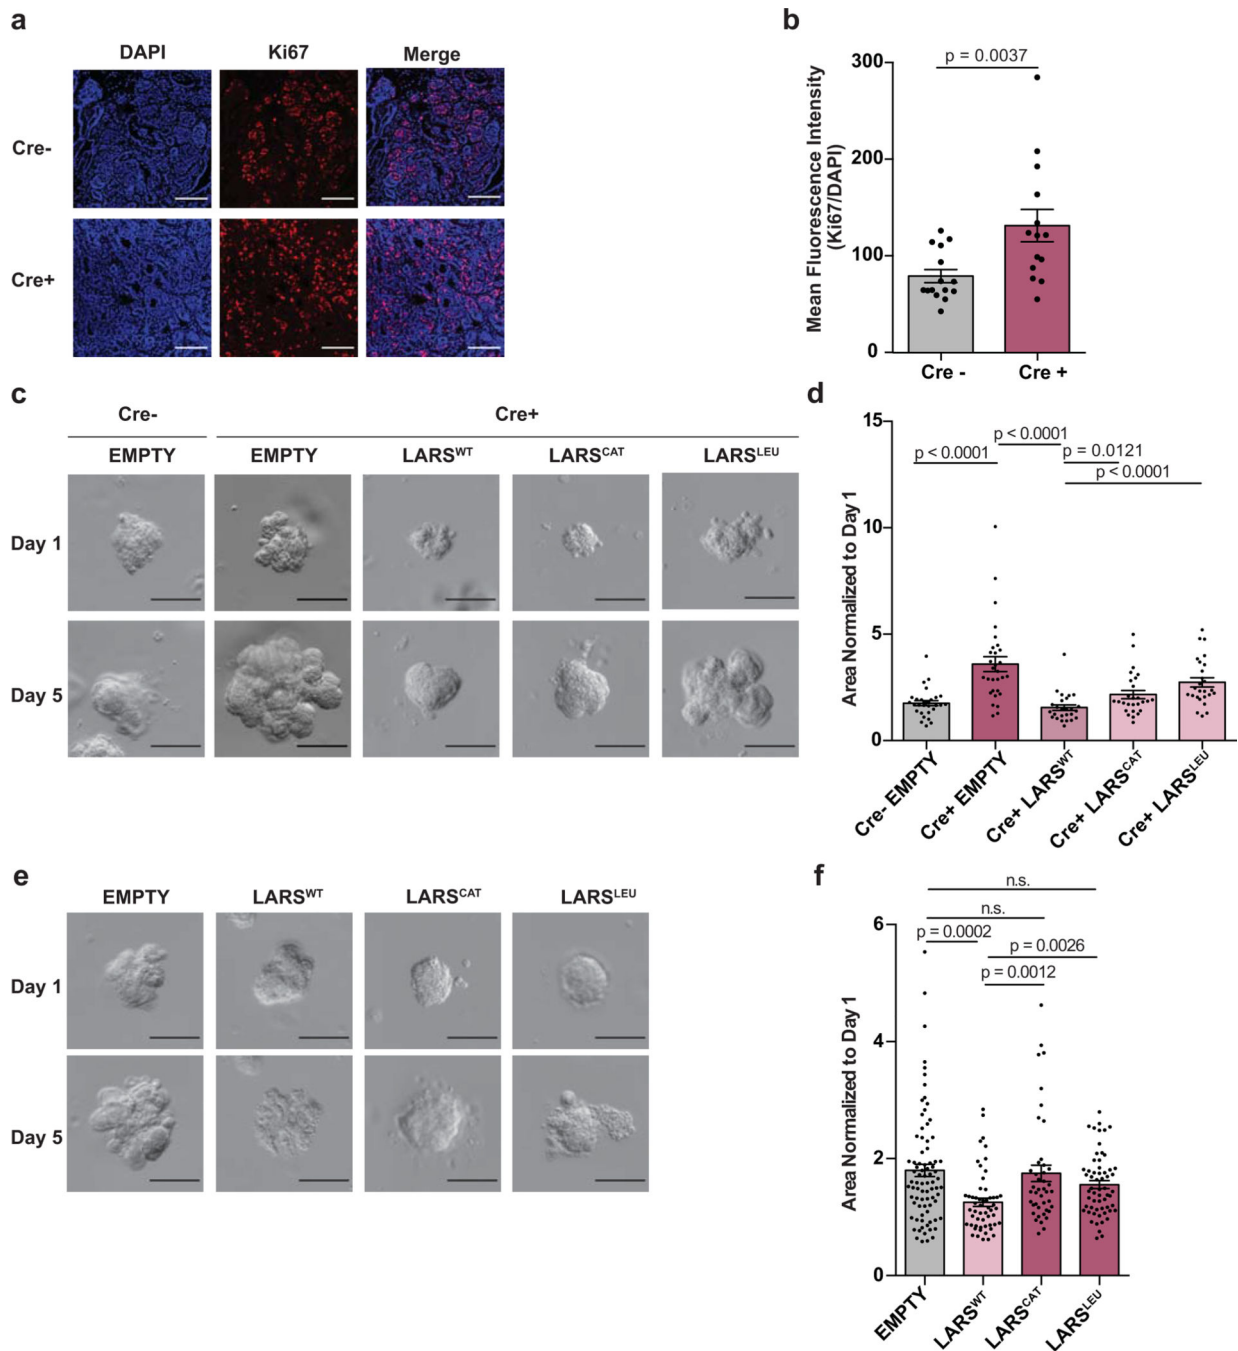 a
DAPI Ki67 Merge
Cre-
Cre+
b
p = 0.0037
300
200
100
0
Mean Fluorescence Intensity
(Ki67/DAPI)
Cre - Cre +
c
Cre- Cre+
EMPTY EMPTY LARSWT LARSCAT LARSLEU
Day 1
Day 5
d
15
10
5
0
Area Normalized to Day 1
p < 0.0001
p < 0.0001
p = 0.0121
p < 0.0001
Cre- EMPTY
Cre+ EMPTY
Cre+ LARSWT
Cre+ LARSCAT
Cre+ LARSLEU
e
EMPTY LARSWT LARSCAT LARSLEU
Day 1
Day 5
f
n.s.
n.s.
p = 0.0002
p = 0.0026
p = 0.0012
6
4
2
0
Area Normalized to Day 1
EMPTY
LARSWT
LARSCAT
LARSLEU